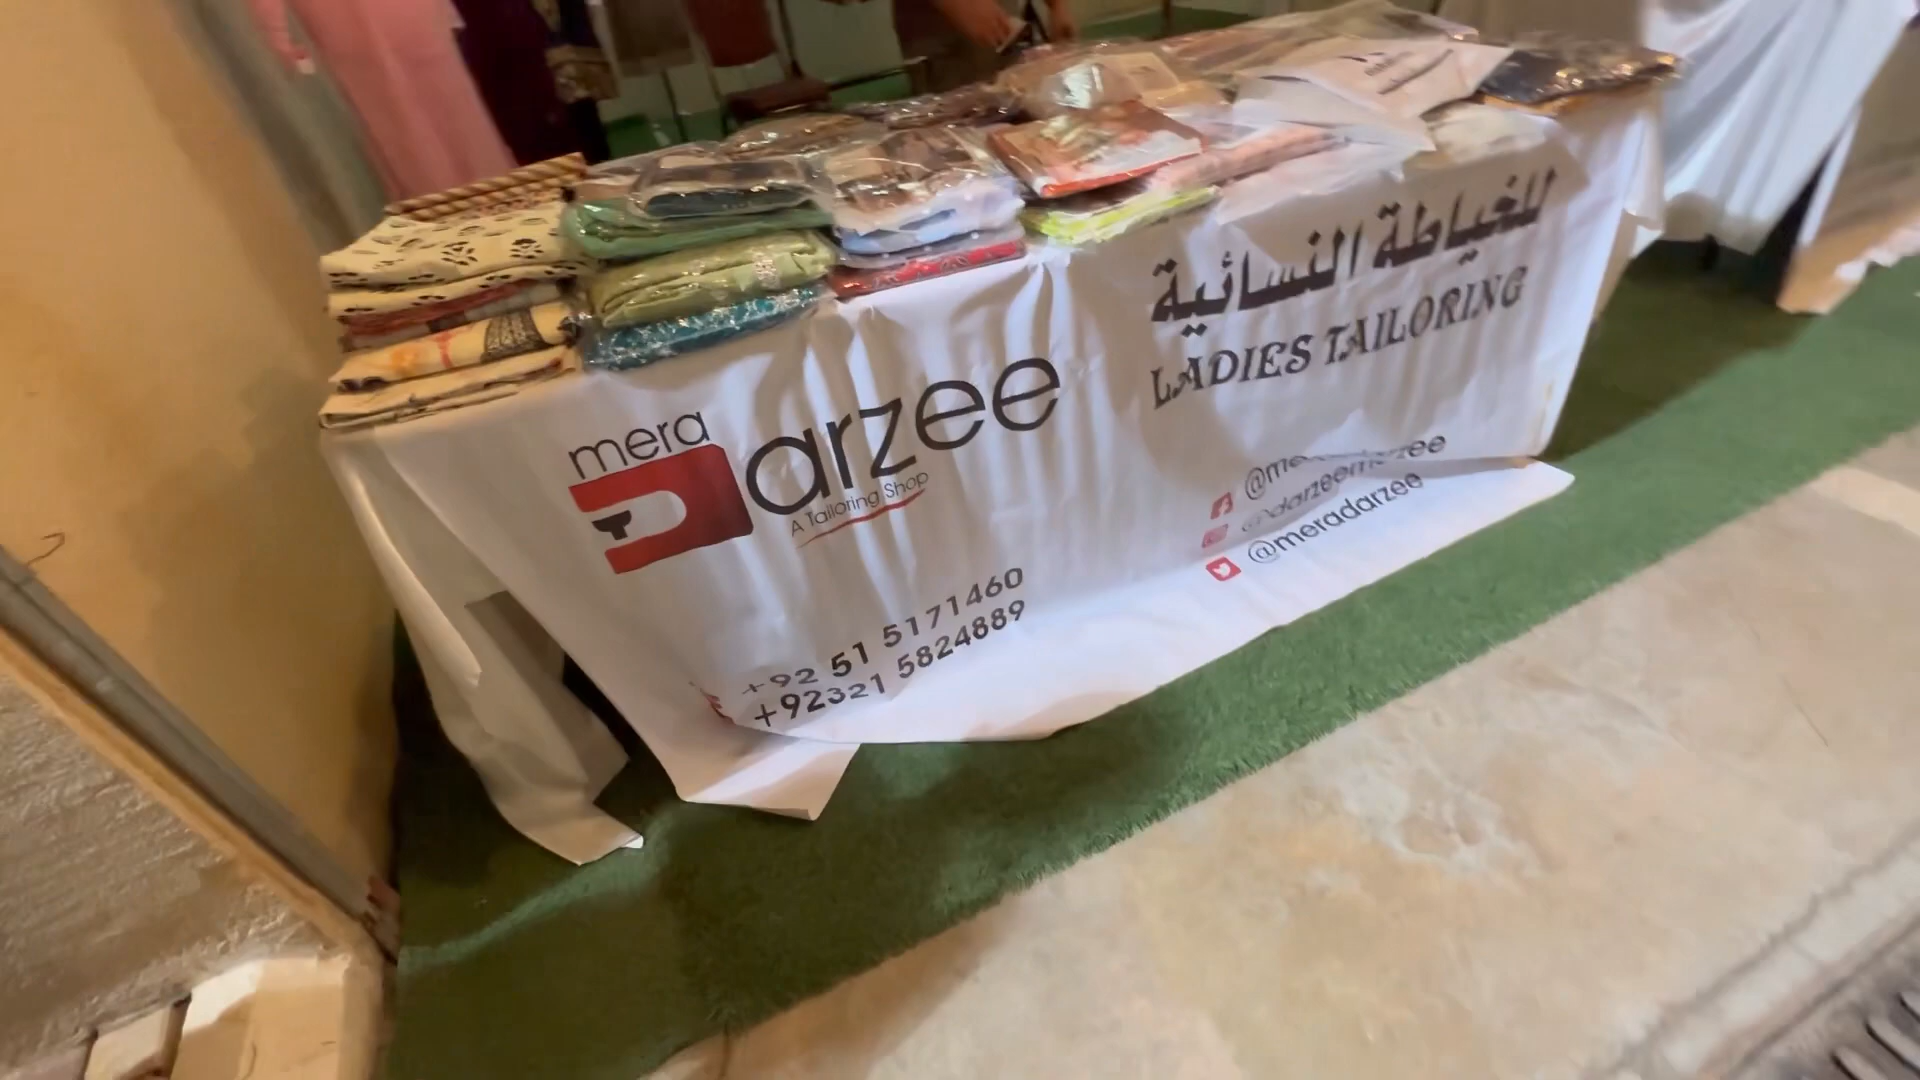 mera
Darzee
A Tailoring Shop
+92 51 5171460
+92321 5824889
للخياطة النسائية
LADIES TAILORING
@meradarzee